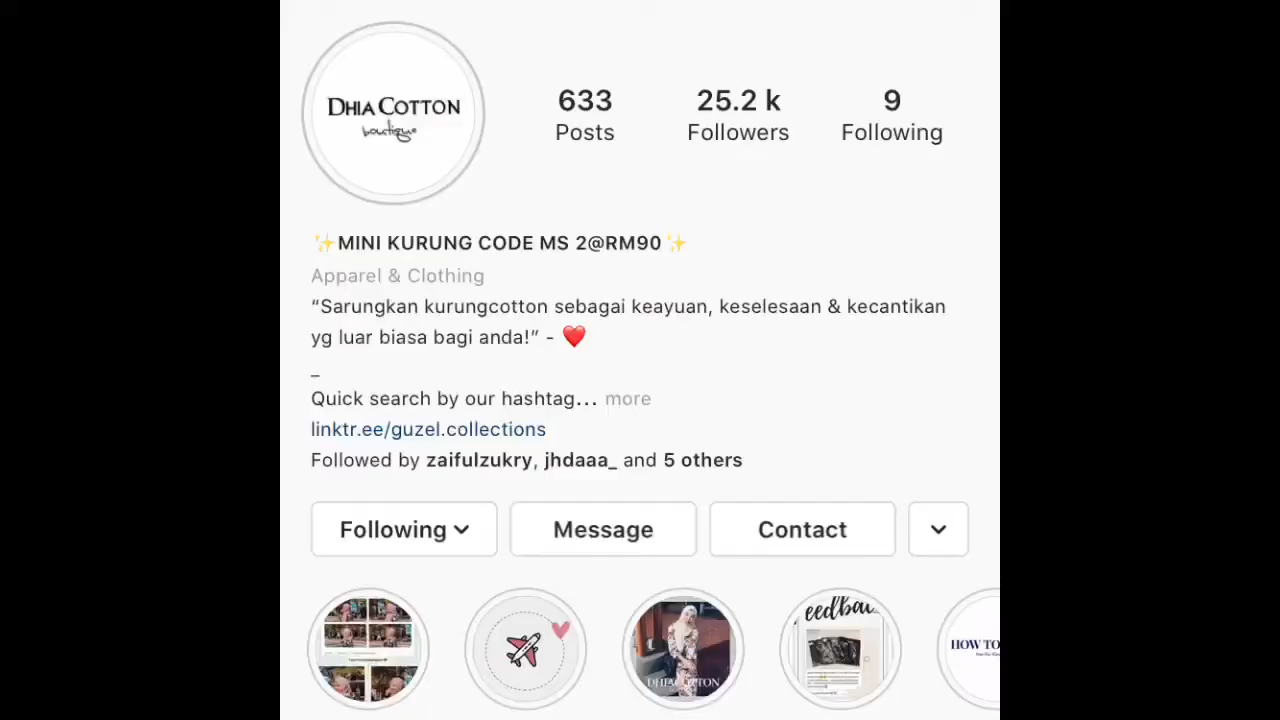 DHIA COTTON
boutique
633
Posts
25.2 k
Followers
9
Following
✨MINI KURUNG CODE MS 2@RM90✨
Apparel & Clothing
“Sarungkan kurungcotton sebagai keayuan, keselesaan & kecantikan
yg luar biasa bagi anda!” - ❤️
_
Quick search by our hashtag... more
linktr.ee/guzel.collections
Followed by zaifulzukry, jhdaaa_ and 5 others
Following
Message
Contact
DHIA COTTON
eedbac
HOW TO